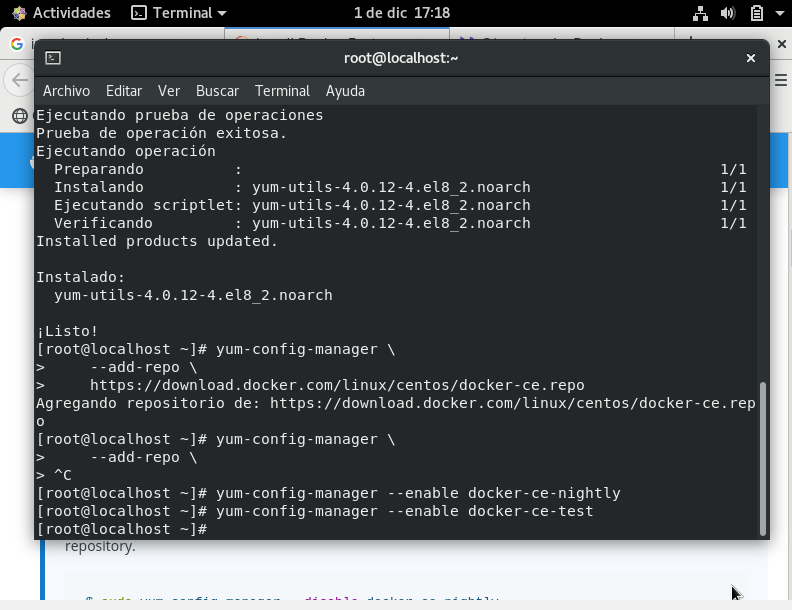 Actividades Terminal 1 de dic 17:18
root@localhost:~
Archivo Editar Ver Buscar Terminal Ayuda
Ejecutando prueba de operaciones
Prueba de operación exitosa.
Ejecutando operación
Preparando : 1/1
Instalando : yum-utils-4.0.12-4.el8_2.noarch 1/1
Ejecutando scriptlet: yum-utils-4.0.12-4.el8_2.noarch 1/1
Verificando : yum-utils-4.0.12-4.el8_2.noarch 1/1
Installed products updated.
Instalado:
yum-utils-4.0.12-4.el8_2.noarch
¡Listo!
[root@localhost ~]# yum-config-manager \
> --add-repo \
> https://download.docker.com/linux/centos/docker-ce.repo
Agregando repositorio de: https://download.docker.com/linux/centos/docker-ce.rep
o
[root@localhost ~]# yum-config-manager \
> --add-repo \
> ^C
[root@localhost ~]# yum-config-manager --enable docker-ce-nightly
[root@localhost ~]# yum-config-manager --enable docker-ce-test
[root@localhost ~]#
repository.
$ sudo yum-config-manager --disable docker-ce-nightly